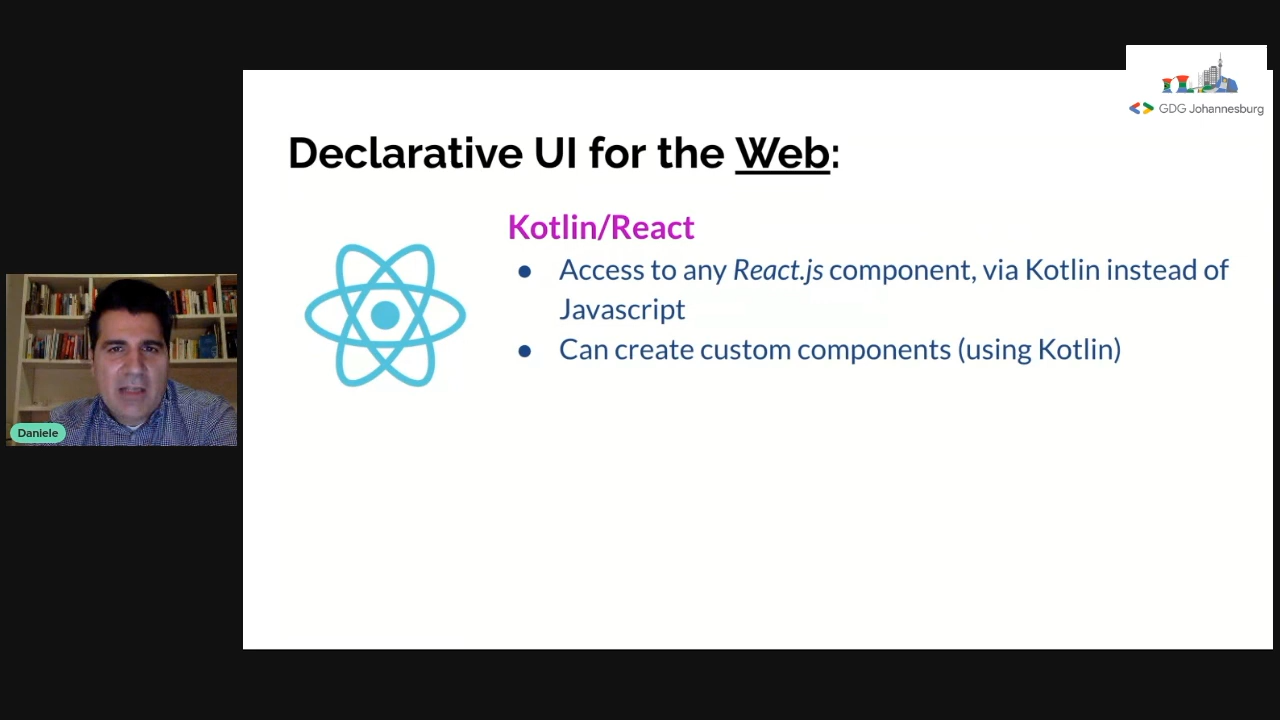 GDG Johannesburg
Declarative UI for the Web:
Kotlin/React
● Access to any React.js component, via Kotlin instead of
Javascript
● Can create custom components (using Kotlin)
Daniele